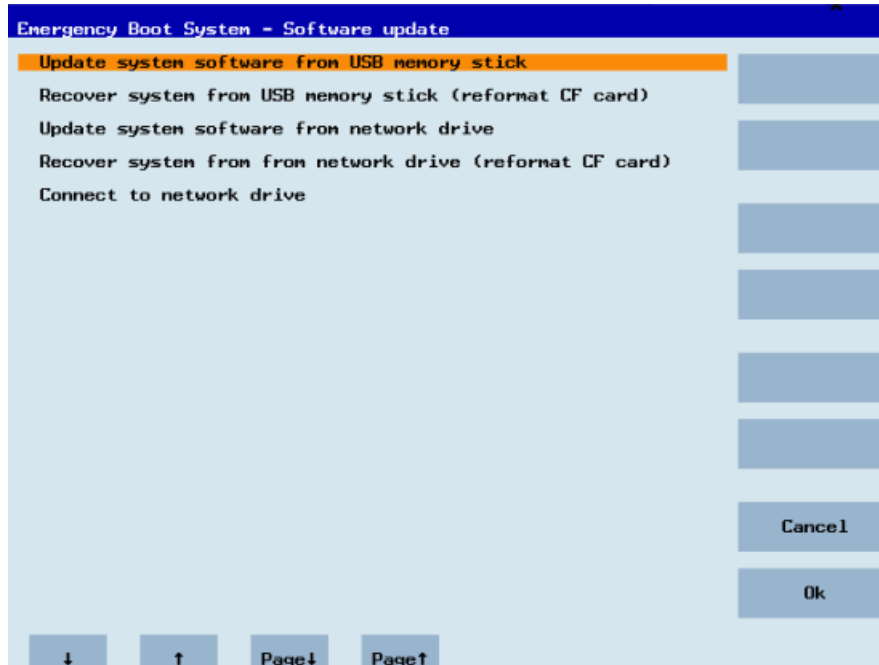 Emergency Boot System - Software update
Update system software from USB memory stick
Recover system from USB memory stick (reformat CF card)
Update system software from network drive
Recover system from from network drive (reformat CF card)
Connect to network drive
Cancel
Ok
↓ ↑ Page↓ Page↑